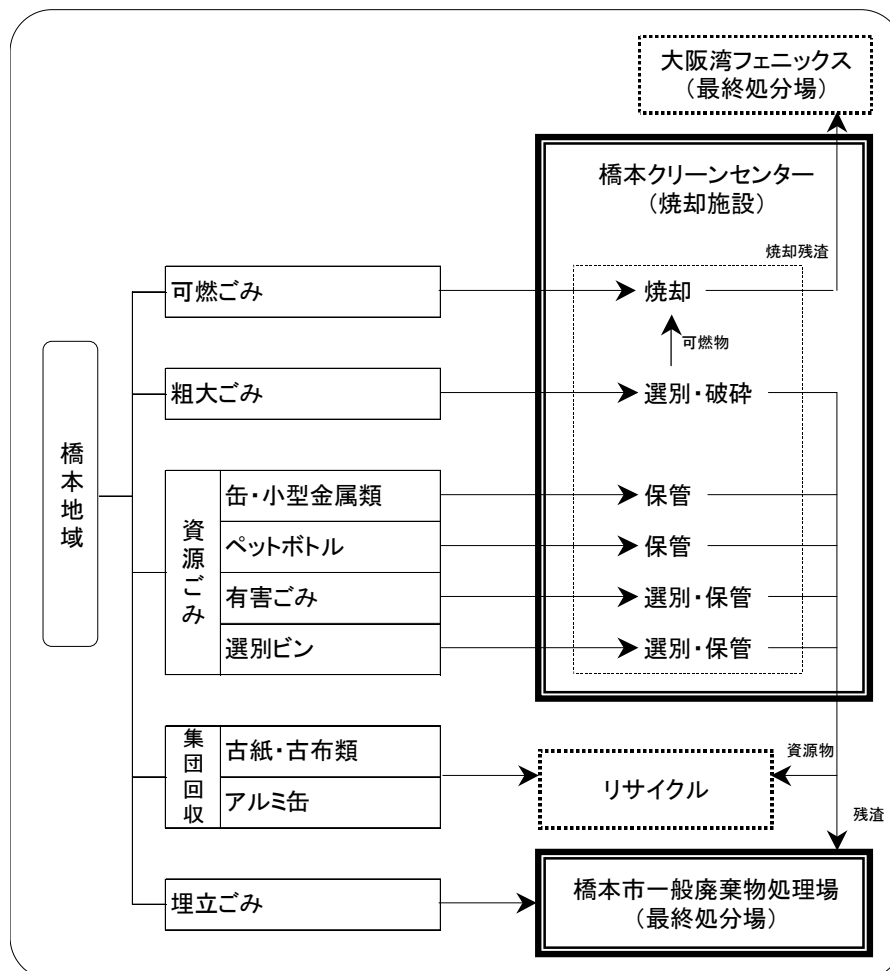 大阪湾フェニックス
（最終処分場）
橋本クリーンセンター
（焼却施設）
焼却残渣
可燃ごみ
焼却
可燃物
粗大ごみ
選別・破砕
橋本地域
資源ごみ
缶・小型金属類
保管
ペットボトル
保管
有害ごみ
選別・保管
選別ビン
選別・保管
集団回収
古紙・古布類
アルミ缶
資源物
リサイクル
残渣
埋立ごみ
橋本市一般廃棄物処理場
（最終処分場）